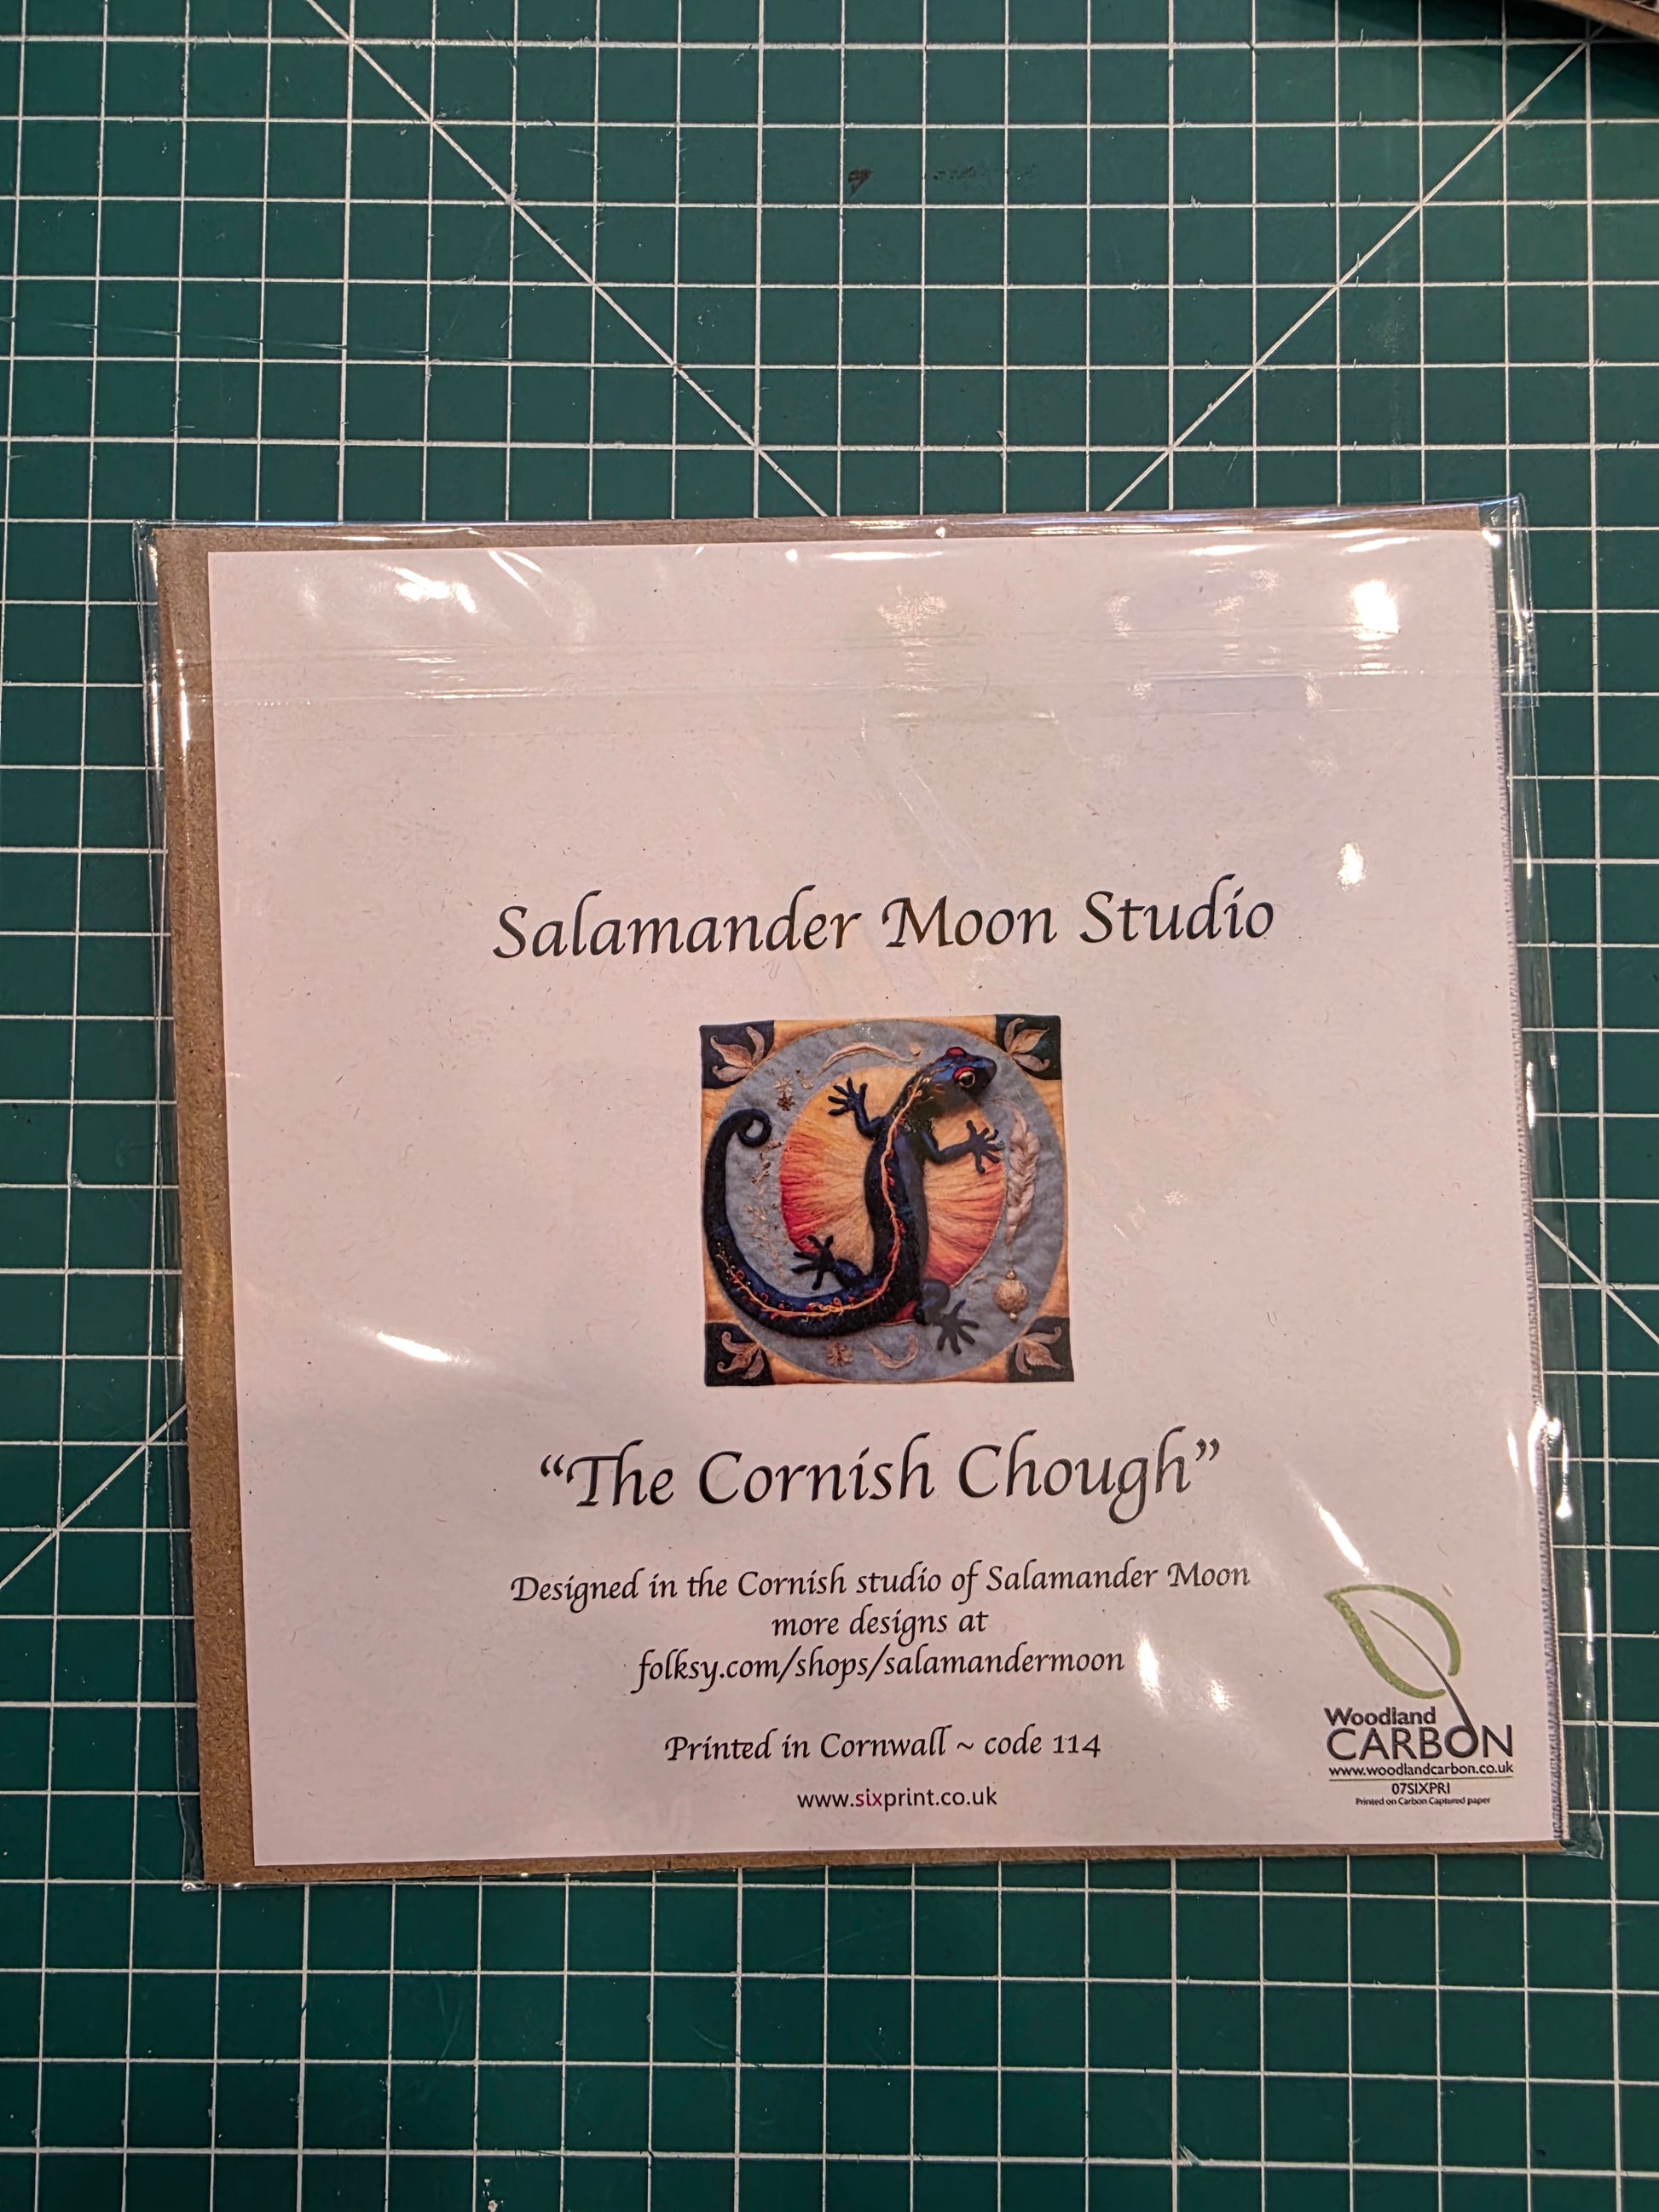 Salamander Moon Studio
“The Cornish Chough”
Designed in the Cornish studio of Salamander Moon
more designs at
folksy.com/shops/salamandermoon
Printed in Cornwall ~ code 114
www.sixprint.co.uk
Woodland
CARBON
www.woodlandcarbon.co.uk
07SIXPRI
Printed on Carbon Captured paper